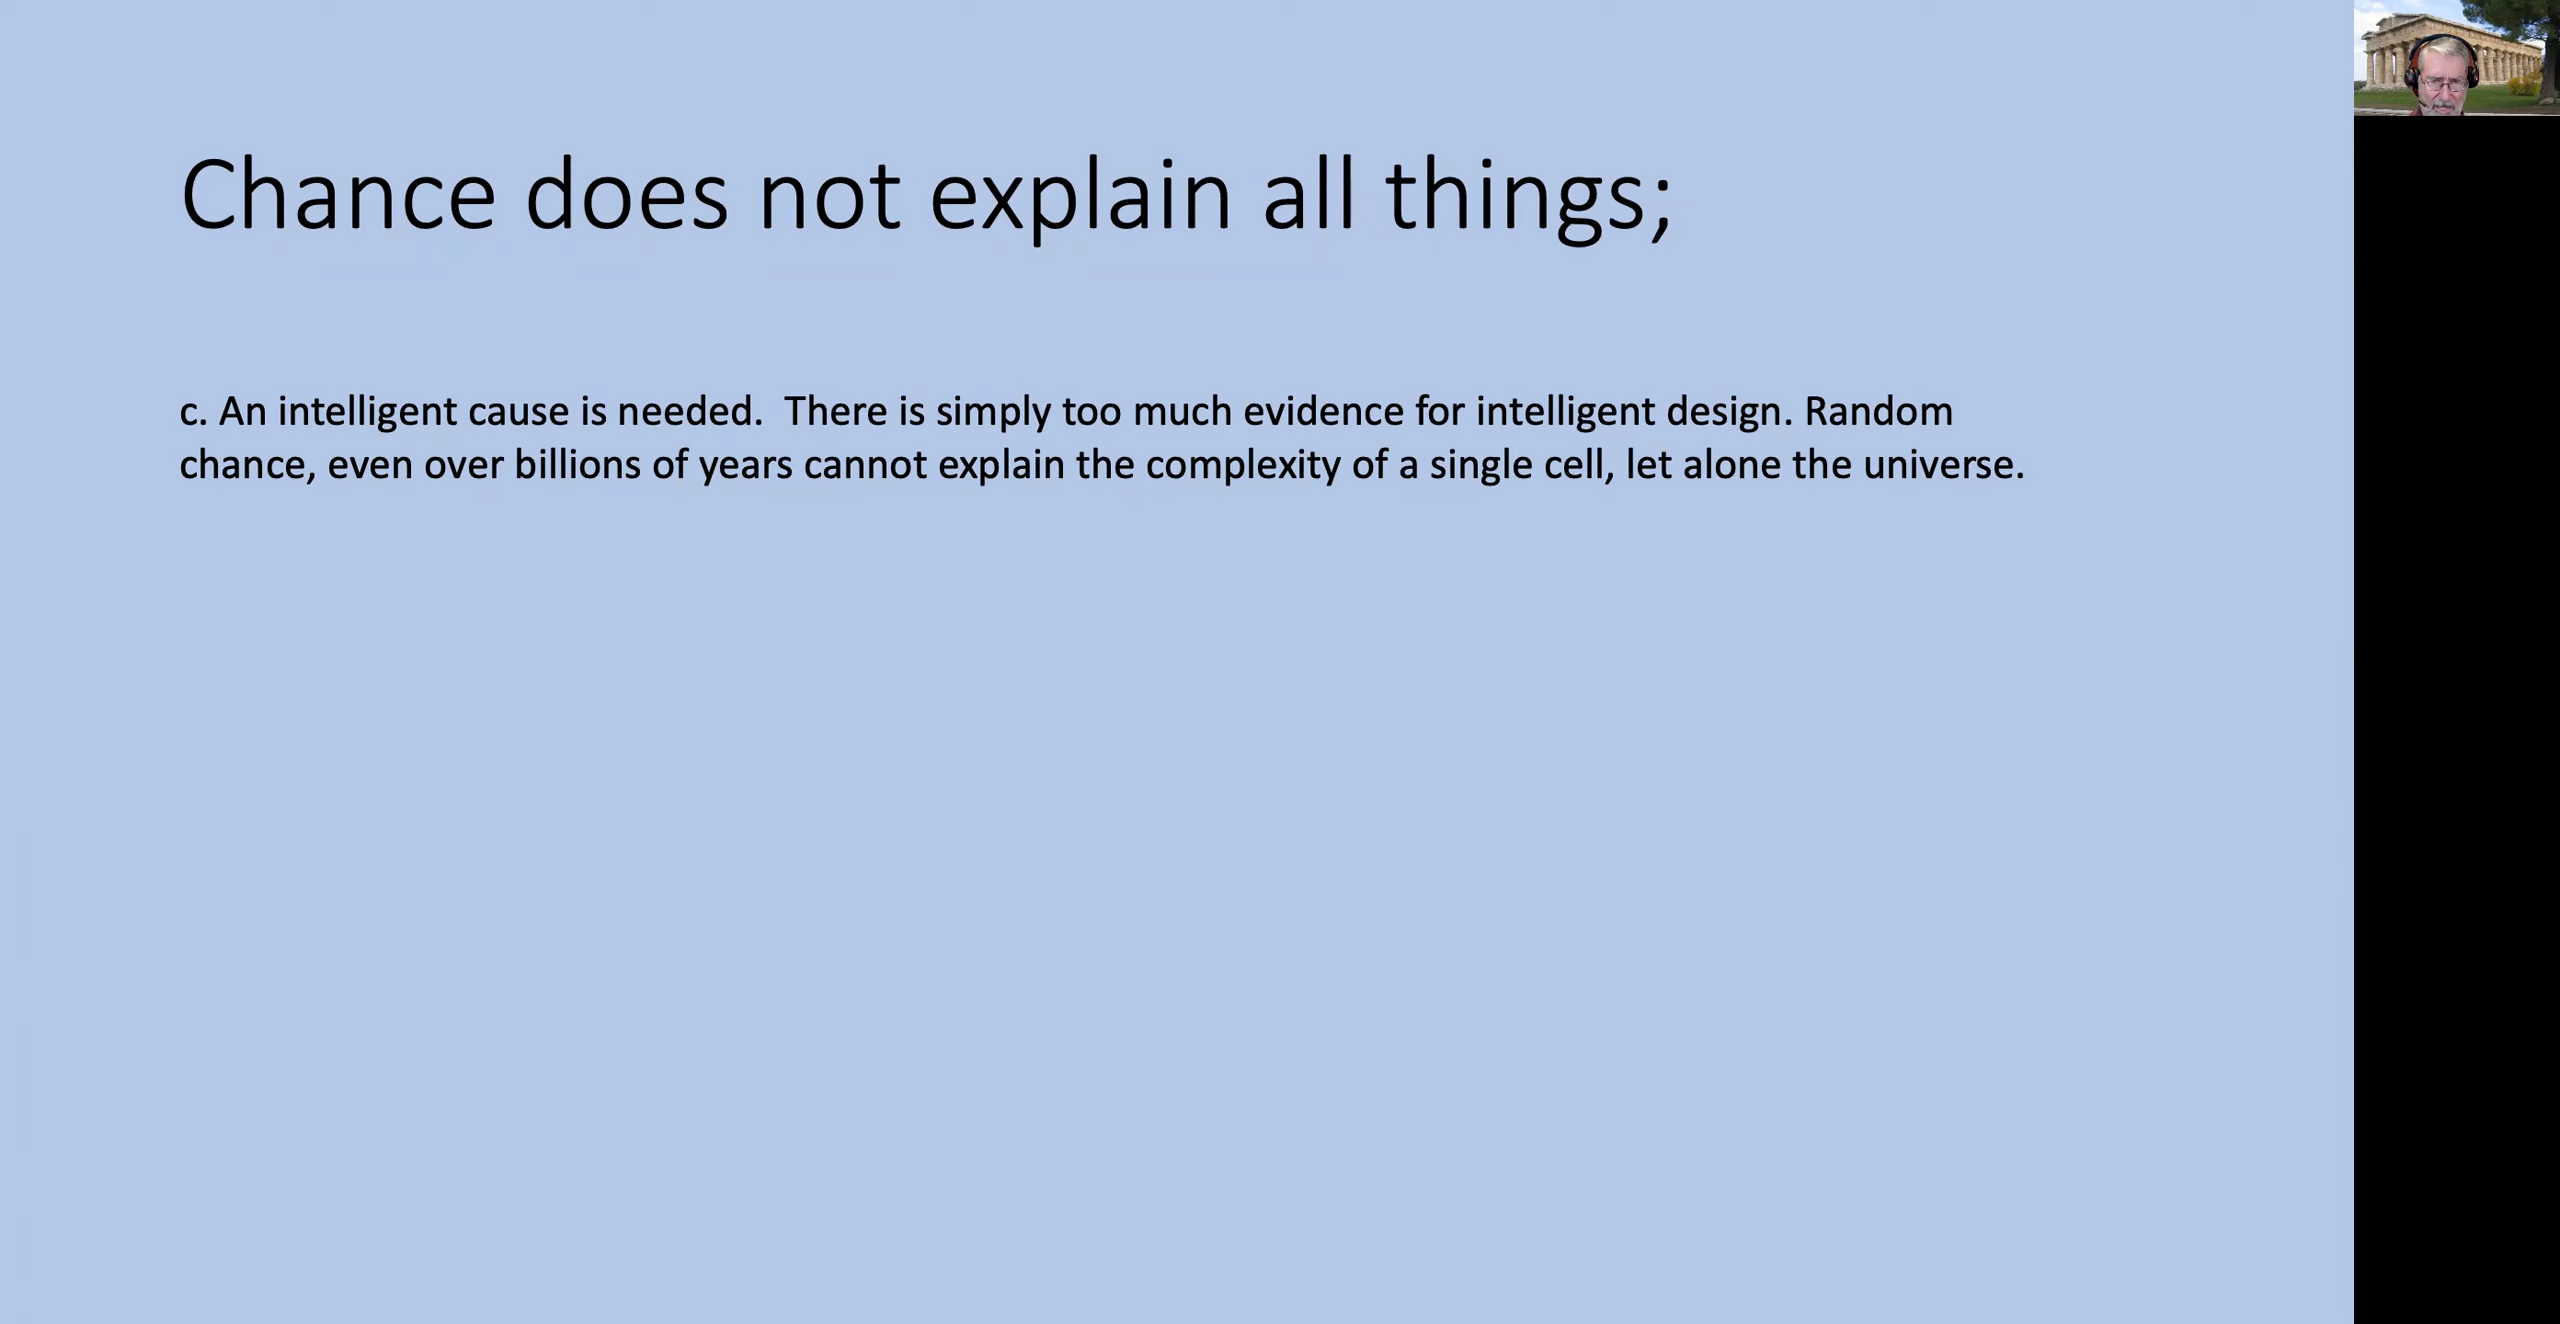 Chance does not explain all things;
c. An intelligent cause is needed.  There is simply too much evidence for intelligent design. Random
chance, even over billions of years cannot explain the complexity of a single cell, let alone the universe.